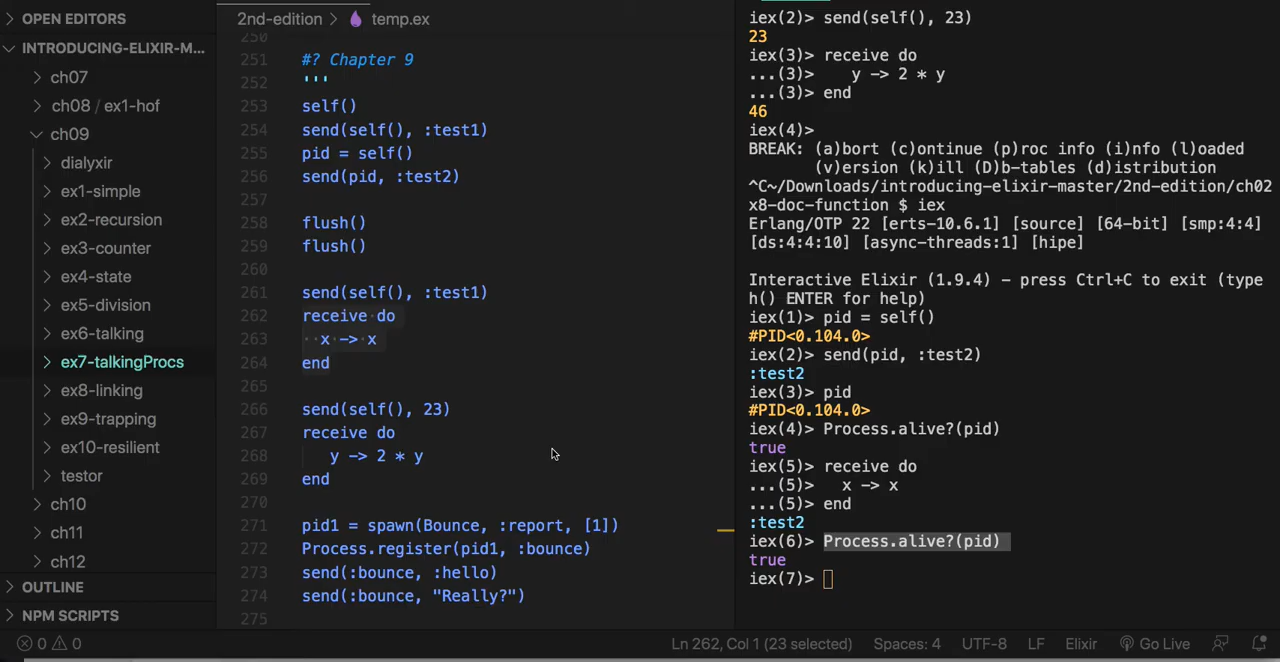 OPEN EDITORS
INTRODUCING-ELIXIR-M...
ch07
ch08 / ex1-hof
ch09
dialyxir
ex1-simple
ex2-recursion
ex3-counter
ex4-state
ex5-division
ex6-talking
ex7-talkingProcs
ex8-linking
ex9-trapping
ex10-resilient
testor
ch10
ch11
ch12
OUTLINE
NPM SCRIPTS
2nd-edition > temp.ex
250
251 #? Chapter 9
252 '''
253 self()
254 send(self(), :test1)
255 pid = self()
256 send(pid, :test2)
257
258 flush()
259 flush()
260
261 send(self(), :test1)
262 receive·do
263 ··x·->·x
264 end
265
266 send(self(), 23)
267 receive do
268 y -> 2 * y
269 end
270
271 pid1 = spawn(Bounce, :report, [1])
272 Process.register(pid1, :bounce)
273 send(:bounce, :hello)
274 send(:bounce, "Really?")
275
iex(2)> send(self(), 23)
23
iex(3)> receive do
...(3)>   y -> 2 * y
...(3)> end
46
iex(4)>
BREAK: (a)bort (c)ontinue (p)roc info (i)nfo (l)oaded
(v)ersion (k)ill (D)b-tables (d)istribution
^C~/Downloads/introducing-elixir-master/2nd-edition/ch02
x8-doc-function $ iex
Erlang/OTP 22 [erts-10.6.1] [source] [64-bit] [smp:4:4]
[ds:4:4:10] [async-threads:1] [hipe]
Interactive Elixir (1.9.4) - press Ctrl+C to exit (type
h() ENTER for help)
iex(1)> pid = self()
#PID<0.104.0>
iex(2)> send(pid, :test2)
:test2
iex(3)> pid
#PID<0.104.0>
iex(4)> Process.alive?(pid)
true
iex(5)> receive do
...(5)>   x -> x
...(5)> end
:test2
iex(6)> Process.alive?(pid)
true
iex(7)>
0 0 Ln 262, Col 1 (23 selected) Spaces: 4 UTF-8 LF Elixir Go Live